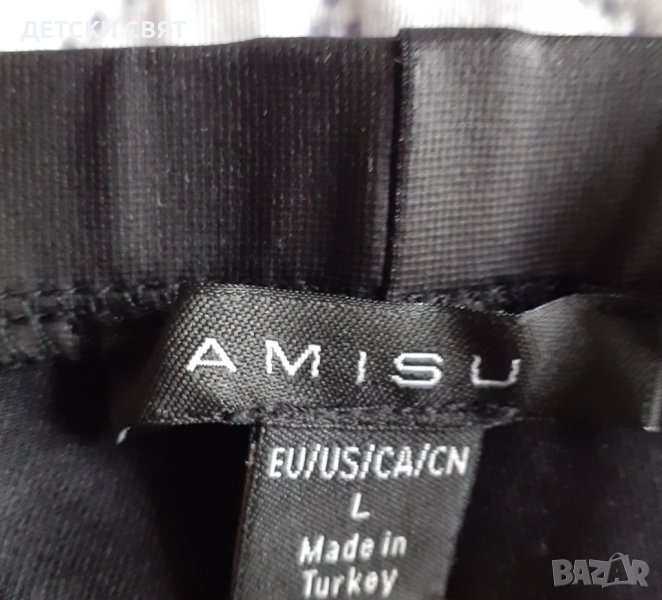 ДЕТСКИ СВЯТ
AMISU
EU/US/CA/CN
L
Made in
Turkey
BAZAR